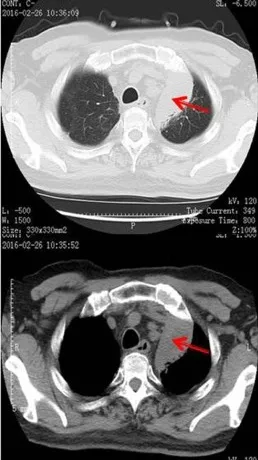 CONT: C-
2016-02-26 10:36:09
SL: -6.500
L: -500
W: 1500
Size: 330x330mm2
P
kV: 120
Tube Current: 349
Exposure Time: 800
Z:100%
2016-02-26 10:35:52
R
L